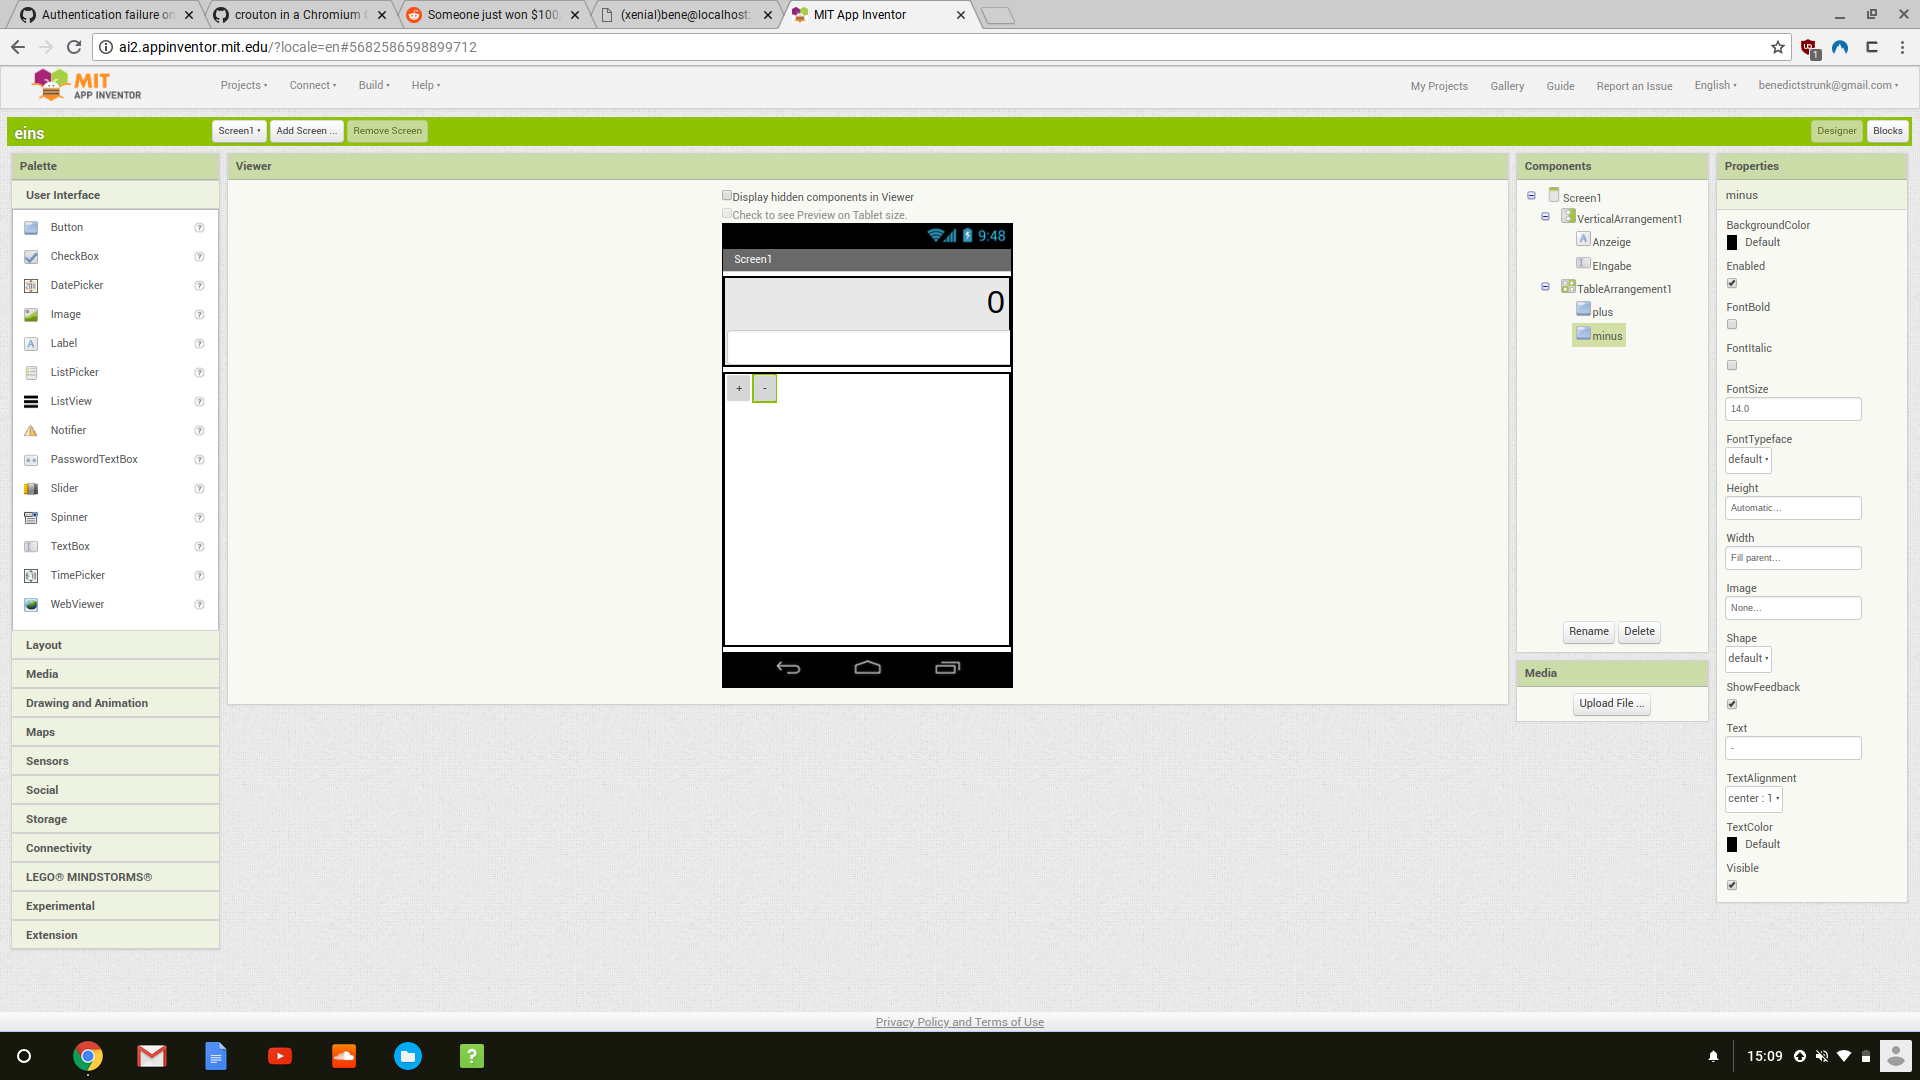 Authentication failure on
crouton in a Chromium
Someone just won $100
(xenial)bene@localhost:
MIT App Inventor
ai2.appinventor.mit.edu/?locale=en#5682586598899712
1
MIT
APP INVENTOR
Projects
Connect
Build
Help
My Projects
Gallery
Guide
Report an Issue
English
benedictstrunk@gmail.com
eins
Screen1
Add Screen ...
Remove Screen
Designer
Blocks
Palette
User Interface
Button
CheckBox
DatePicker
Image
Label
ListPicker
ListView
Notifier
PasswordTextBox
Slider
Spinner
TextBox
TimePicker
WebViewer
Layout
Media
Drawing and Animation
Maps
Sensors
Social
Storage
Connectivity
LEGO® MINDSTORMS®
Experimental
Extension
Viewer
Display hidden components in Viewer
Check to see Preview on Tablet size.
9:48
Screen1
0
+
-
Components
Screen1
VerticalArrangement1
Anzeige
EIngabe
TableArrangement1
plus
minus
Rename
Delete
Media
Upload File ...
Properties
minus
BackgroundColor
Default
Enabled
FontBold
FontItalic
FontSize
14.0
FontTypeface
default
Height
Automatic...
Width
Fill parent...
Image
None...
Shape
default
ShowFeedback
Text
-
TextAlignment
center : 1
TextColor
Default
Visible
Privacy Policy and Terms of Use
15:09